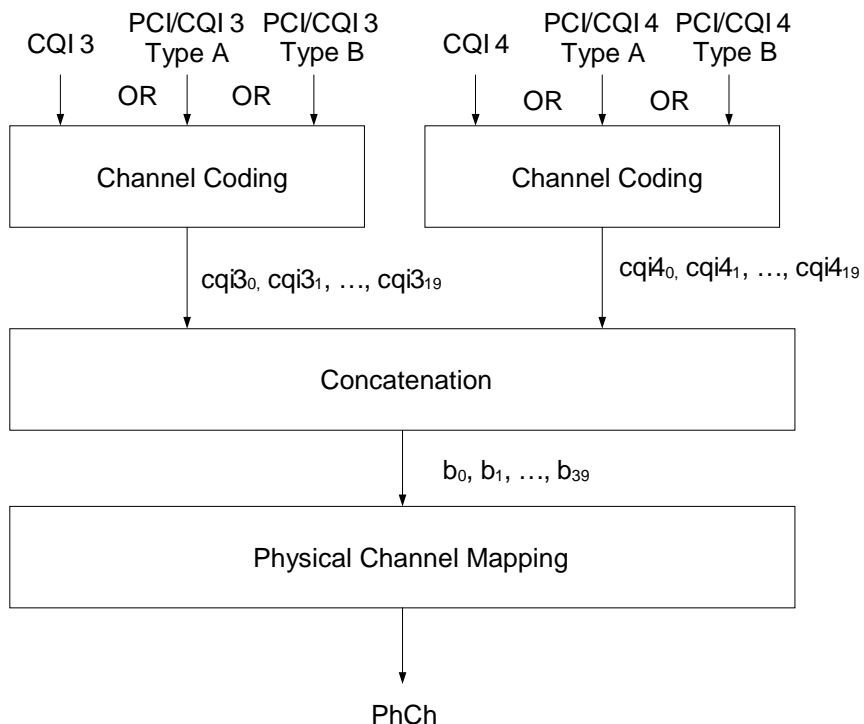 CQI 3
PCI/CQI 3
Type A
PCI/CQI 3
Type B
CQI 4
PCI/CQI 4
Type A
PCI/CQI 4
Type B
OR
OR
OR
OR
Channel Coding
Channel Coding
cqi3₀, cqi3₁, …, cqi3₁₉
cqi4₀, cqi4₁, …, cqi4₁₉
Concatenation
b₀, b₁, …, b₃₉
Physical Channel Mapping
PhCh